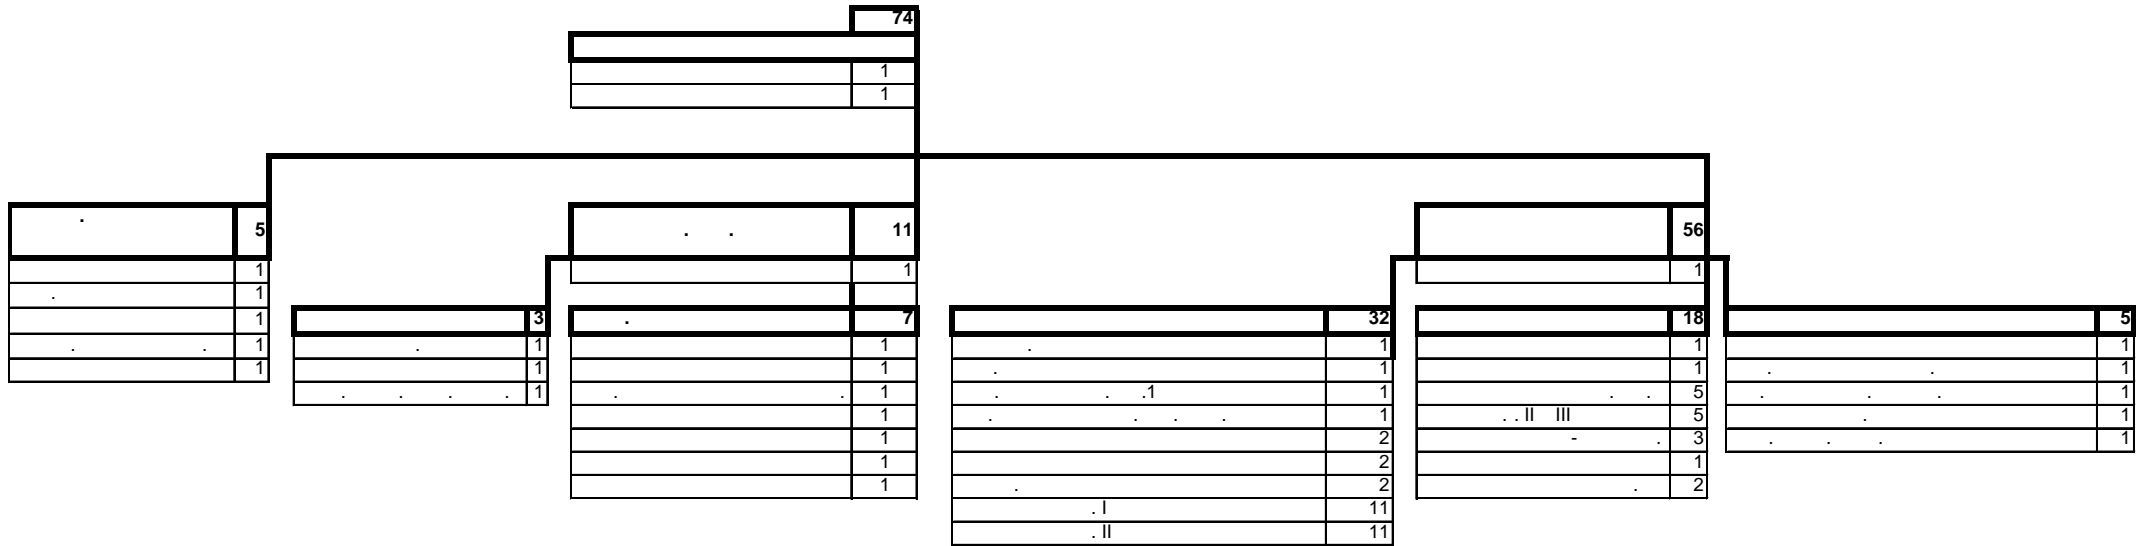 74
1
1
. 5
. . 11
56
1
. 1
1
. . 1
1
1
1
3
. 1
1
. . . . 1
. 7
1
1
. . 1
1
1
1
1
32
. 1
. 1
. . .1 1
. . . . 1
2
2
. 2
. I 11
. II 11
18
1
1
. . 5
. . II III 5
- . 3
1
. 2
5
1
. . 1
. . . 1
. 1
. . . 1